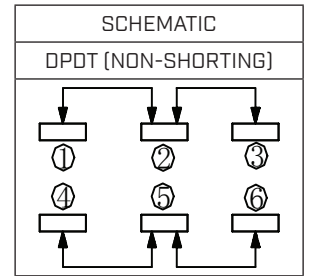 SCHEMATIC
DPDT (NON-SHORTING)
① ② ③
④ ⑤ ⑥